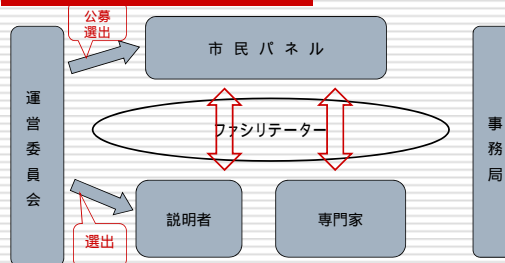 公募
選出
市民パネル
運営委員会
ファシリテーター
事務局
説明者
専門家
選出